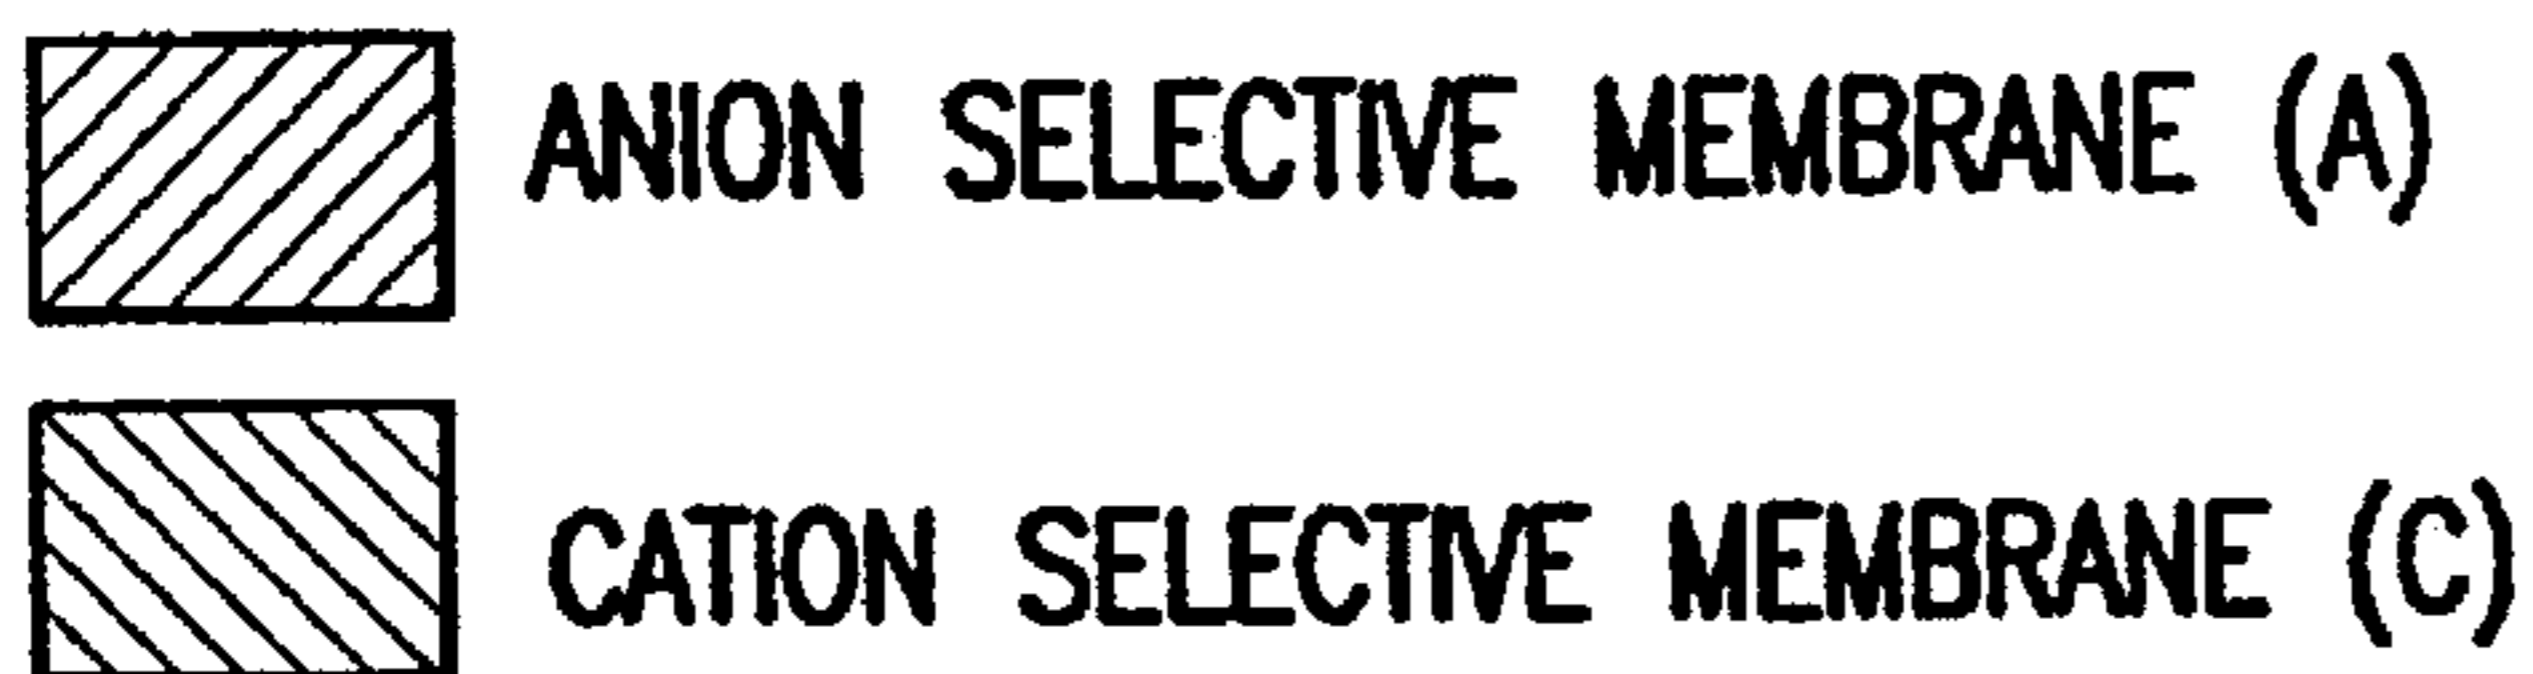 ANION SELECTIVE MEMBRANE (A)
CATION SELECTIVE MEMBRANE (C)